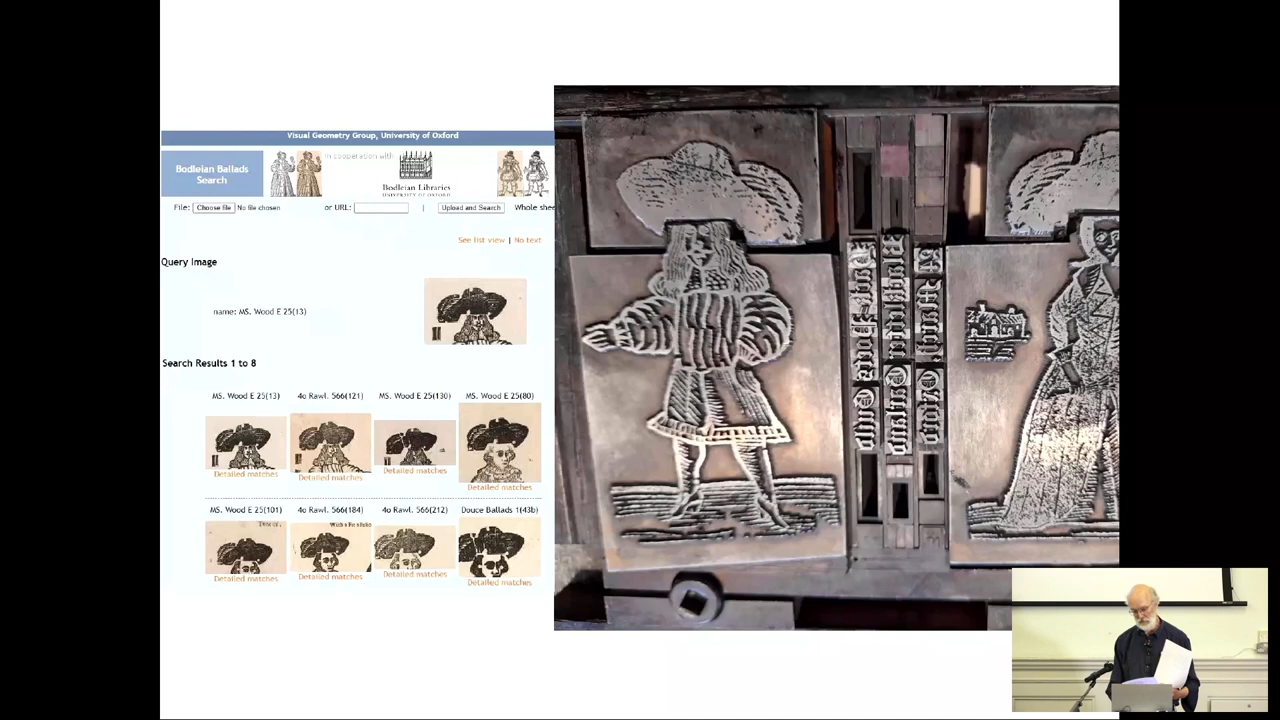 Visual Geometry Group, University of Oxford
Bodleian Ballads
Search
in cooperation with
Bodleian Libraries
UNIVERSITY OF OXFORD
File: Choose file No file chosen or URL: | Upload and Search Whole shee
See list view | No text
Query Image
name: MS. Wood E 25(13)
Search Results 1 to 8
MS. Wood E 25(13) 4o Rawl. 566(121) MS. Wood E 25(130) MS. Wood E 25(80)
Detailed matches Detailed matches Detailed matches Detailed matches
MS. Wood E 25(101) 4o Rawl. 566(184) 4o Rawl. 566(212) Douce Ballads 1(43b)
Detailed matches Detailed matches Detailed matches Detailed matches